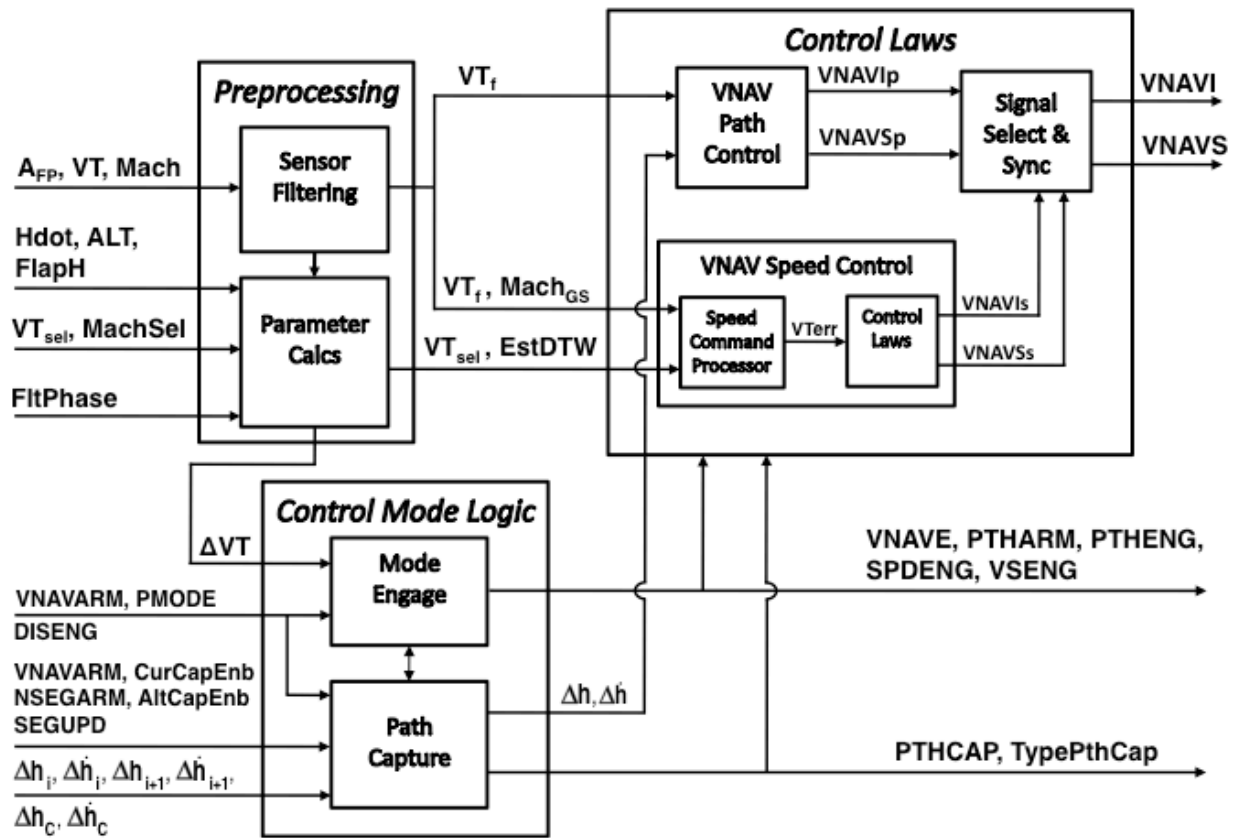 Control Laws
Preprocessing
VT_f
VNAV
Path
Control
VNAVIp
VNAVSp
Signal
Select &
Sync
VNAVI
VNAVS
Sensor
Filtering
A_FP, VT, Mach
Hdot, ALT,
FlapH
VT_sel, MachSel
FltPhase
Parameter
Calcs
VT_f , Mach_GS
VT_sel , EstDTW
VNAV Speed Control
Speed
Command
Processor
VTerr
Control
Laws
VNAVIs
VNAVSs
Control Mode Logic
ΔVT
Mode
Engage
VNAVE, PTHARM, PTHENG,
SPDENG, VSENG
VNAVARM, PMODE
DISENG
VNAVARM, CurCapEnb
NSEGARM, AltCapEnb
SEGUPD
Path
Capture
Δh, Δḣ
PTHCAP, TypePthCap
Δh_i, Δḣ_i, Δh_i+1, Δḣ_i+1,
Δh_C, Δḣ_C